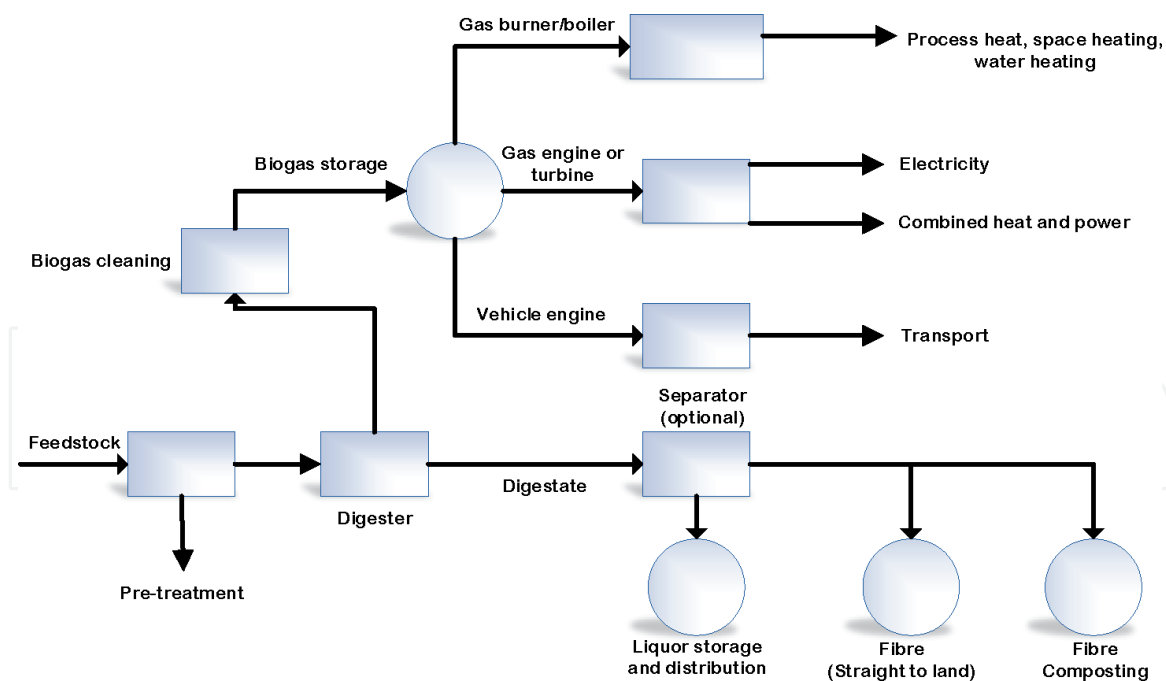 Gas burner/boiler
Process heat, space heating,
water heating
Biogas storage
Gas engine or
turbine
Electricity
Combined heat and power
Biogas cleaning
Vehicle engine
Transport
Separator
(optional)
Feedstock
Digestate
Digester
Pre-treatment
Liquor storage
and distribution
Fibre
(Straight to land)
Fibre
Composting